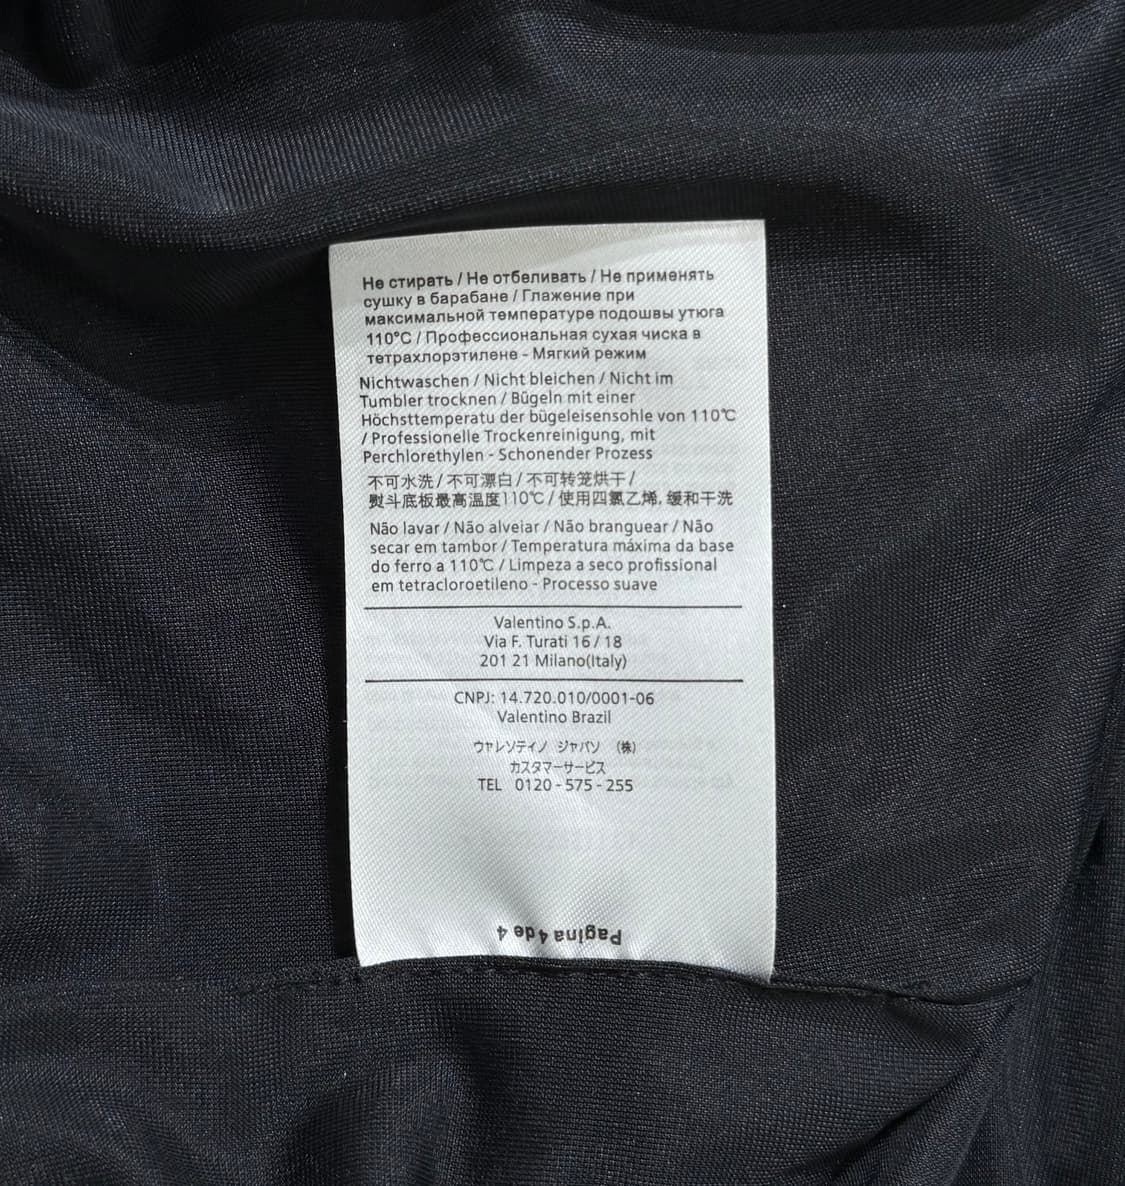 Не стирать / Не отбеливать / Не применять
сушку в барабане / Глажение при
максимальной температуре подошвы утюга
110°C / Профессиональная сухая чиска в
тетрахлорэтилене - Мягкий режим
Nichtwaschen / Nicht bleichen / Nicht im
Tumbler trocknen / Bügeln mit einer
Höchsttemperatu der bügeleisensohle von 110℃
/ Professionelle Trockenreinigung, mit
Perchlorethylen - Schonender Prozess
不可水洗 / 不可漂白 / 不可转笼烘干 /
熨斗底板最高温度110℃ / 使用四氯乙烯, 缓和干洗
Não lavar / Não alveiar / Não branguear / Não
secar em tambor / Temperatura máxima da base
do ferro a 110℃ / Limpeza a seco profissional
em tetracloroetileno - Processo suave
Valentino S.p.A.
Via F. Turati 16 / 18
201 21 Milano(Italy)
CNPJ: 14.720.010/0001-06
Valentino Brazil
ウャレソティノ ジャパソ (株)
カスタマーサービス
TEL 0120 - 575 - 255
Pagina 4 de 4